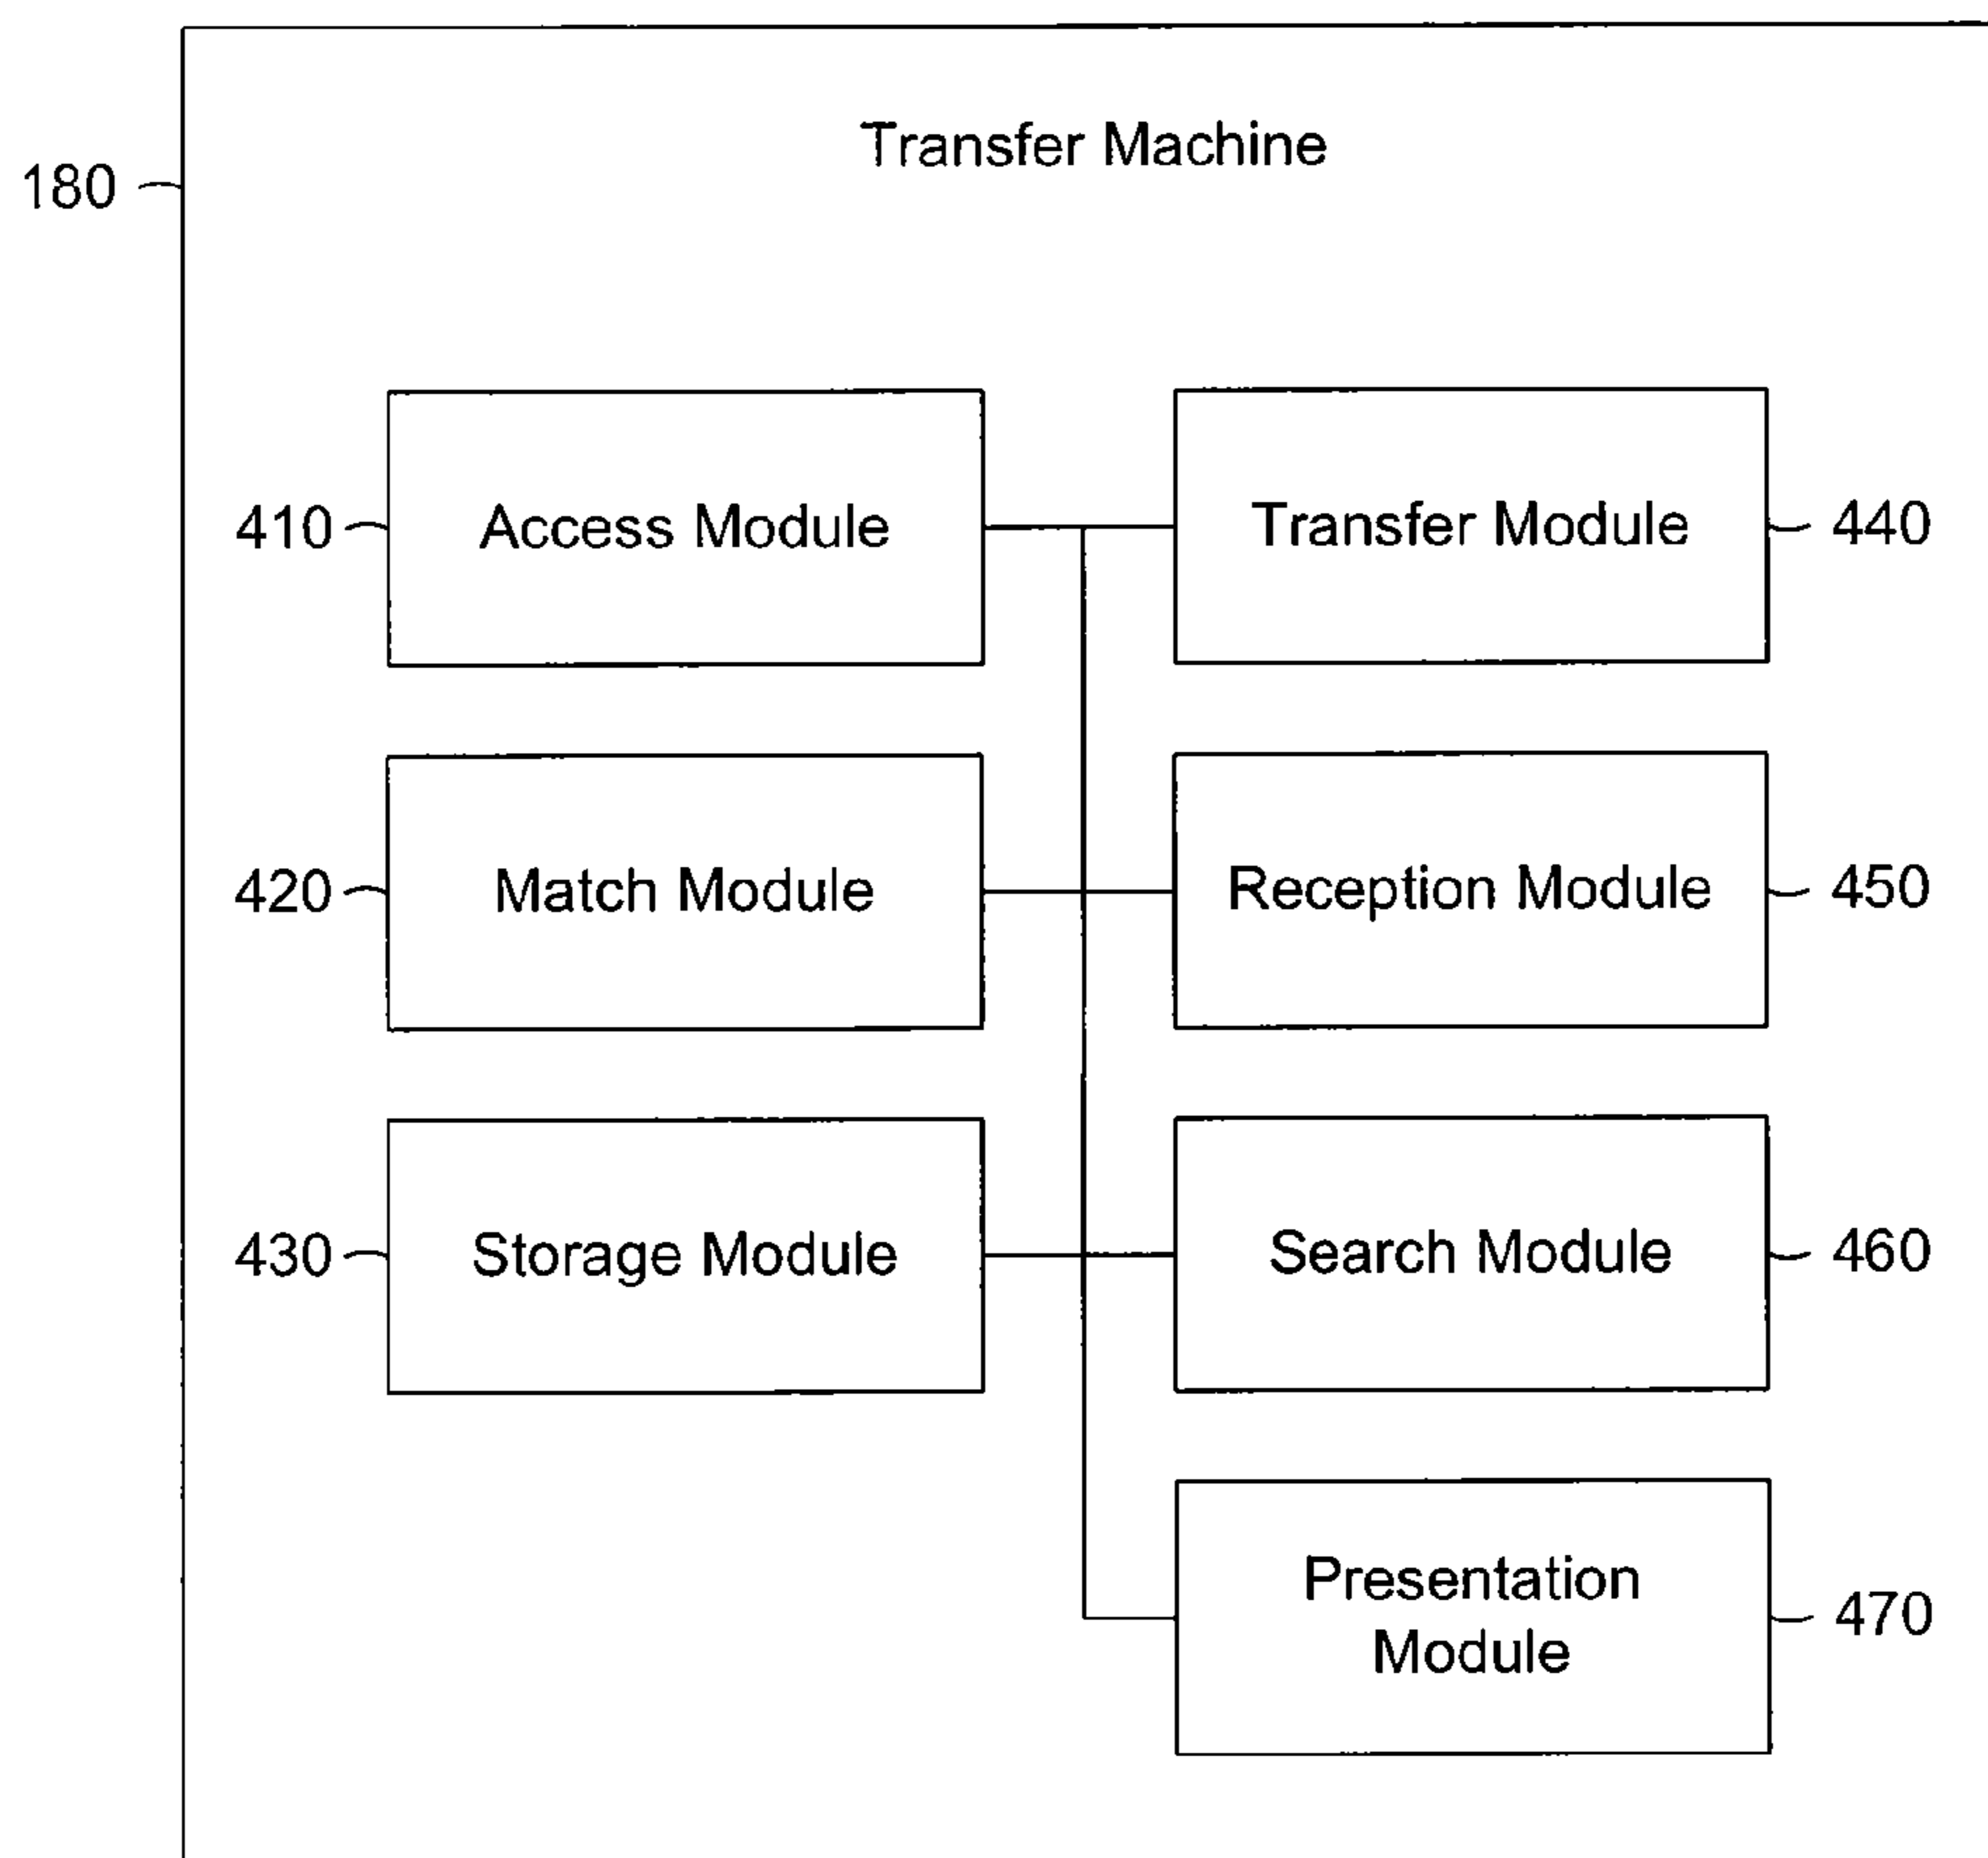 Transfer Machine
180
410
Access Module
Transfer Module
440
420
Match Module
Reception Module
450
430
Storage Module
Search Module
460
Presentation
Module
470